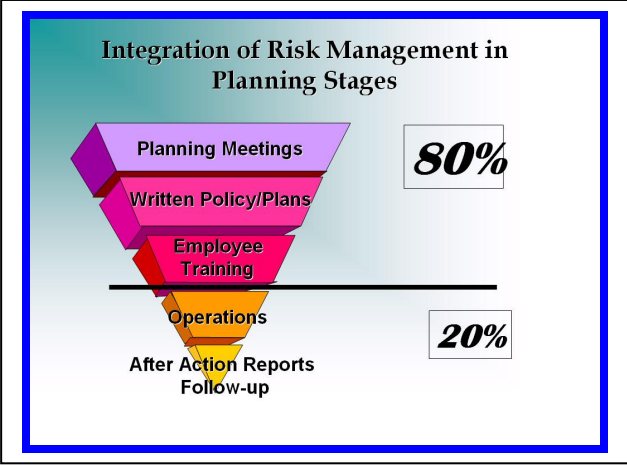 Integration of Risk Management in
Planning Stages
Planning Meetings
80%
Written Policy/Plans
Employee
Training
Operations
20%
After Action Reports
Follow-up